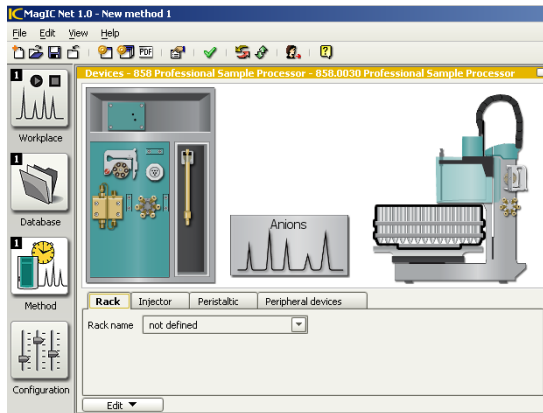 MagIC Net 1.0 - New method 1
File Edit View Help
PDF
Devices - 858 Professional Sample Processor - 858.0030 Professional Sample Processor
1
Workplace
1
Database
1
Method
Configuration
Anions
Rack Injector Peristaltic Peripheral devices
Rack name not defined
Edit